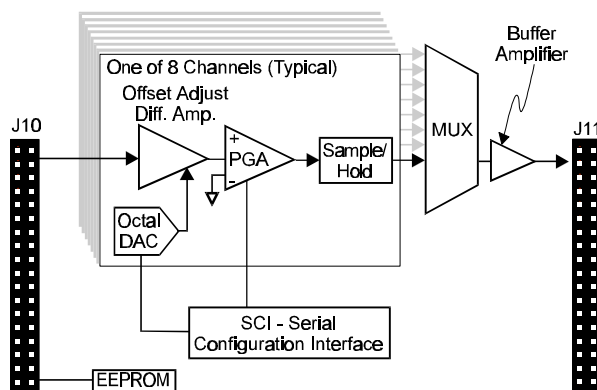 One of 8 Channels (Typical)
Offset Adjust
Diff. Amp.
Buffer
Amplifier
J10
J11
+
PGA
-
Sample/
Hold
MUX
Octal
DAC
SCI - Serial
Configuration Interface
EEPROM